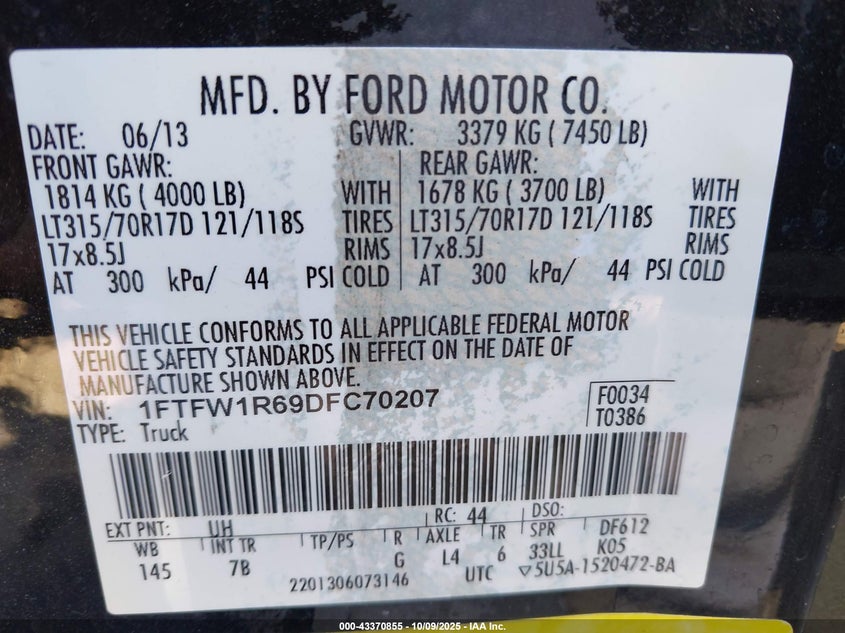 MFD. BY FORD MOTOR CO.
DATE: 06/13 GVWR: 3379 KG ( 7450 LB)
FRONT GAWR: REAR GAWR:
1814 KG ( 4000 LB) WITH 1678 KG ( 3700 LB) WITH
LT315/70R17D 121/118S TIRES LT315/70R17D 121/118S TIRES
17x8.5J RIMS 17x8.5J RIMS
AT 300 kPa/ 44 PSI COLD AT 300 kPa/ 44 PSI COLD
THIS VEHICLE CONFORMS TO ALL APPLICABLE FEDERAL MOTOR
VEHICLE SAFETY STANDARDS IN EFFECT ON THE DATE OF
MANUFACTURE SHOWN ABOVE.
VIN: 1FTFW1R69DFC70207 F0034
TYPE: Truck T0386
EXT PNT: UH RC: 44 DSO:
WB INT TR TP/PS R AXLE TR SPR DF612
145 7B G L4 6 33LL K05
2201306073146 UTC ▽5U5A-1520472-BA
000-43370855 - 10/09/2025 - IAA Inc.